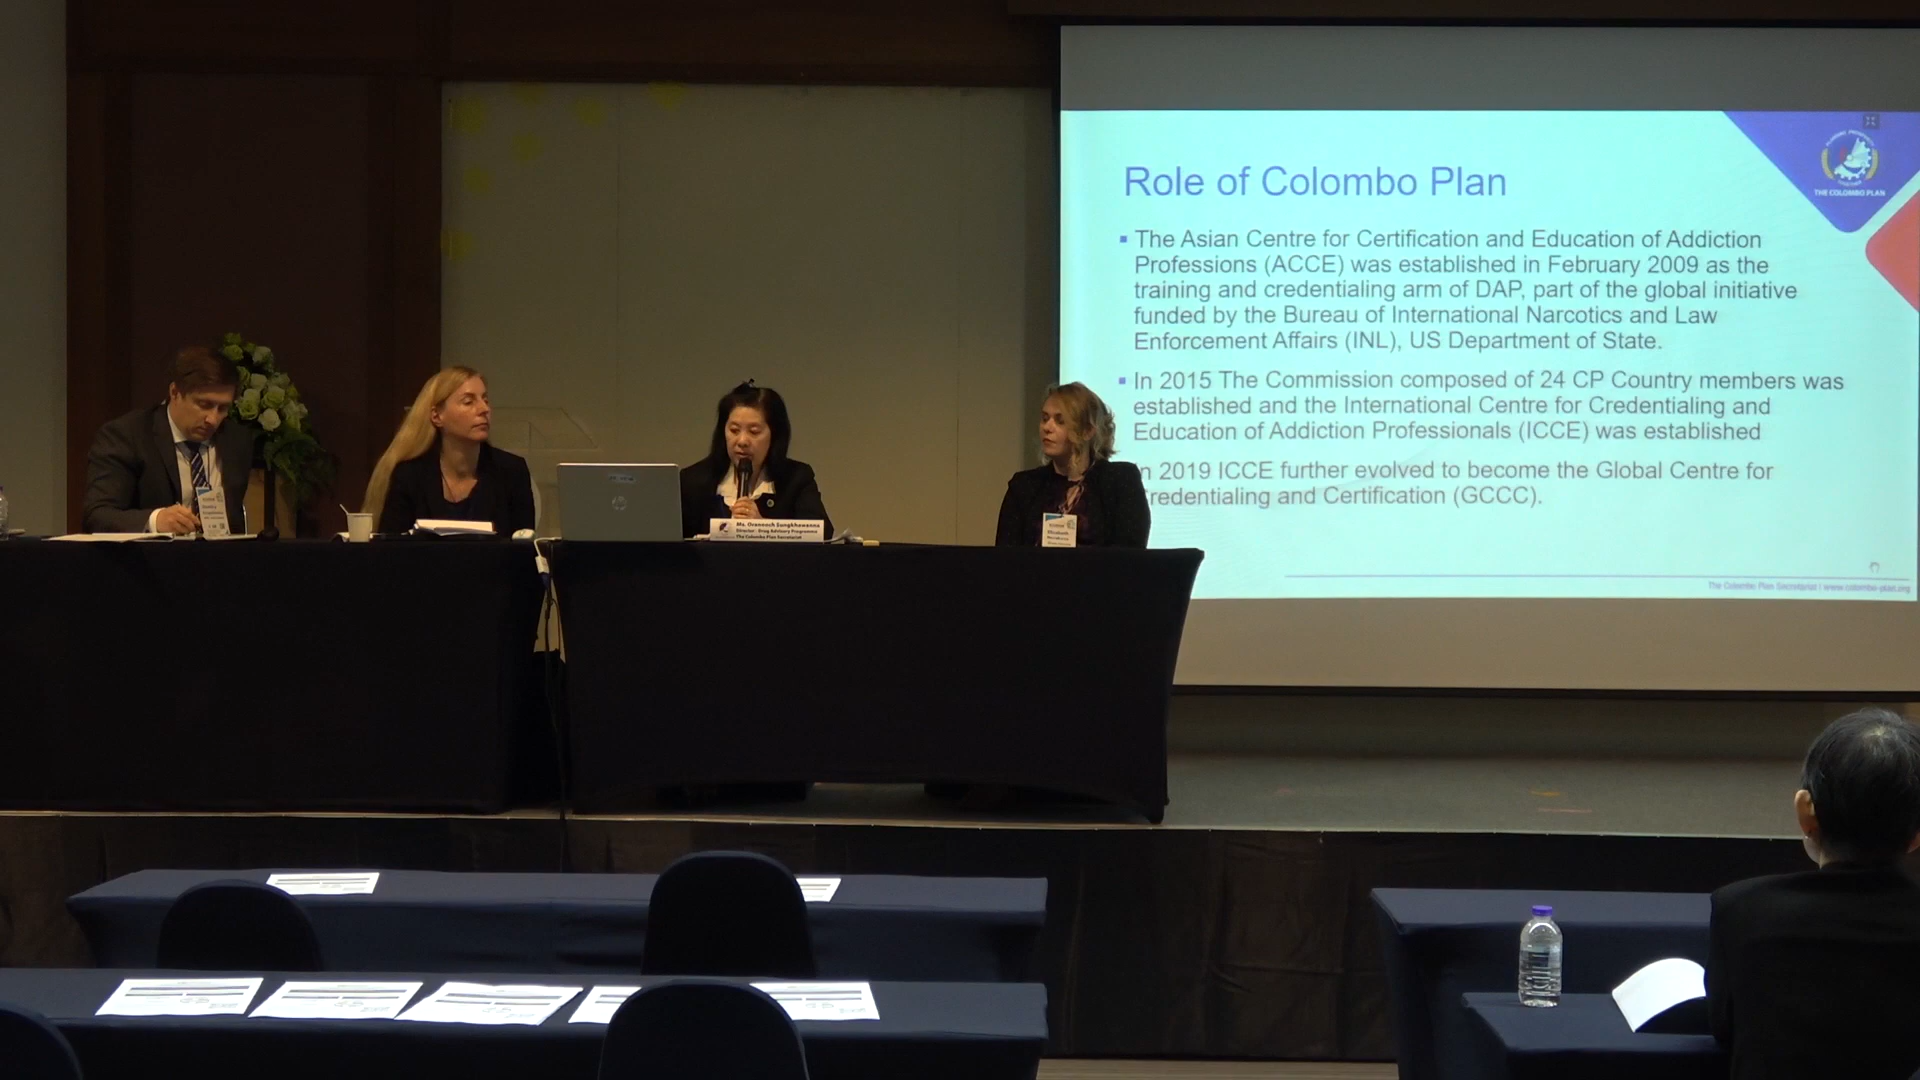 Role of Colombo Plan
The Asian Centre for Certification and Education of Addiction
Professions (ACCE) was established in February 2009 as the
training and credentialing arm of DAP, part of the global initiative
funded by the Bureau of International Narcotics and Law
Enforcement Affairs (INL), US Department of State.
In 2015 The Commission composed of 24 CP Country members was
established and the International Centre for Credentialing and
Education of Addiction Professionals (ICCE) was established
n 2019 ICCE further evolved to become the Global Centre for
redentialing and Certification (GCCC).
THE COLOMBO PLAN
The Colombo Plan Secretariat | www.colombo-plan.org
Ms. Oranooch Sungkhawanna
Director - Drug Advisory Programme
The Colombo Plan Secretariat
Elizabeth